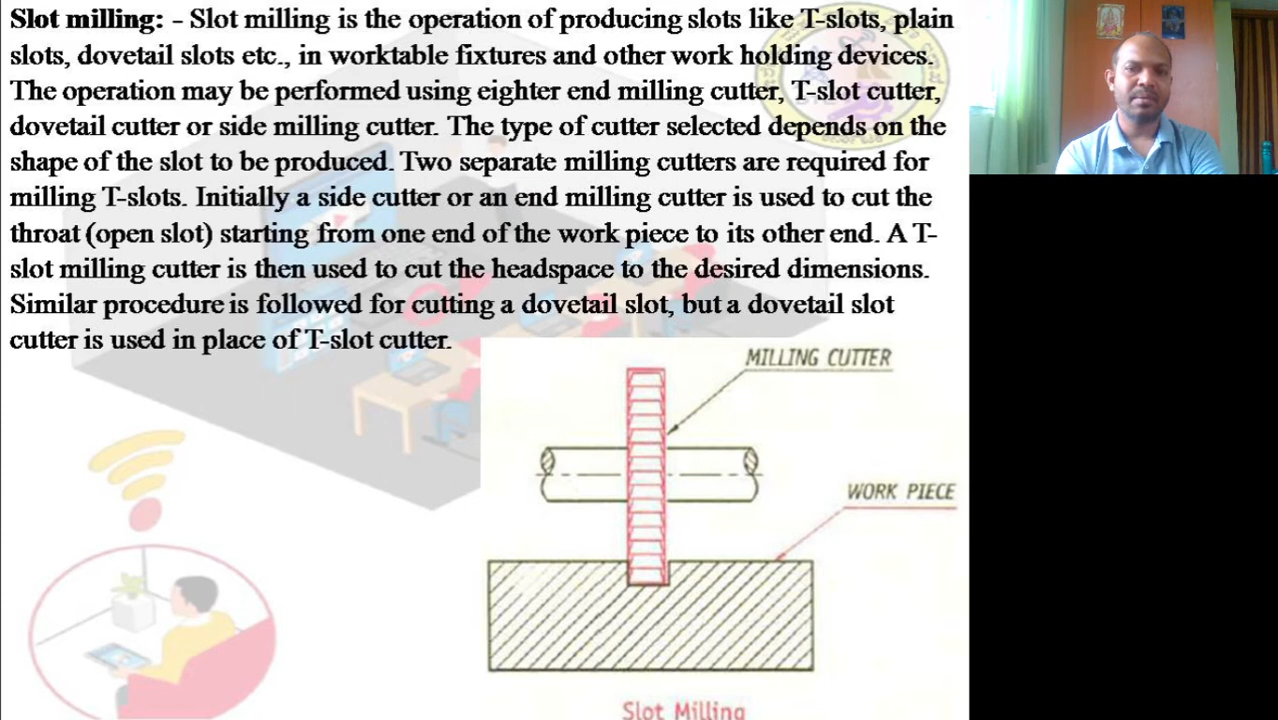 Slot milling: - Slot milling is the operation of producing slots like T-slots, plain
slots, dovetail slots etc., in worktable fixtures and other work holding devices.
The operation may be performed using eighter end milling cutter, T-slot cutter,
dovetail cutter or side milling cutter. The type of cutter selected depends on the
shape of the slot to be produced. Two separate milling cutters are required for
milling T-slots. Initially a side cutter or an end milling cutter is used to cut the
throat (open slot) starting from one end of the work piece to its other end. A T-
slot milling cutter is then used to cut the headspace to the desired dimensions.
Similar procedure is followed for cutting a dovetail slot, but a dovetail slot
cutter is used in place of T-slot cutter.
MILLING CUTTER
WORK PIECE
Slot Milling